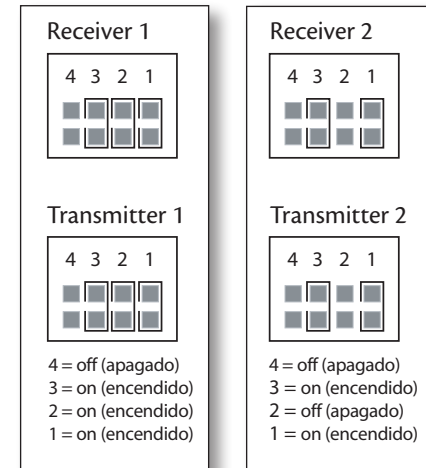 Receiver 1
4 3 2 1
Transmitter 1
4 3 2 1
4 = off (apagado)
3 = on (encendido)
2 = on (encendido)
1 = on (encendido)
Receiver 2
4 3 2 1
Transmitter 2
4 3 2 1
4 = off (apagado)
3 = on (encendido)
2 = off (apagado)
1 = on (encendido)